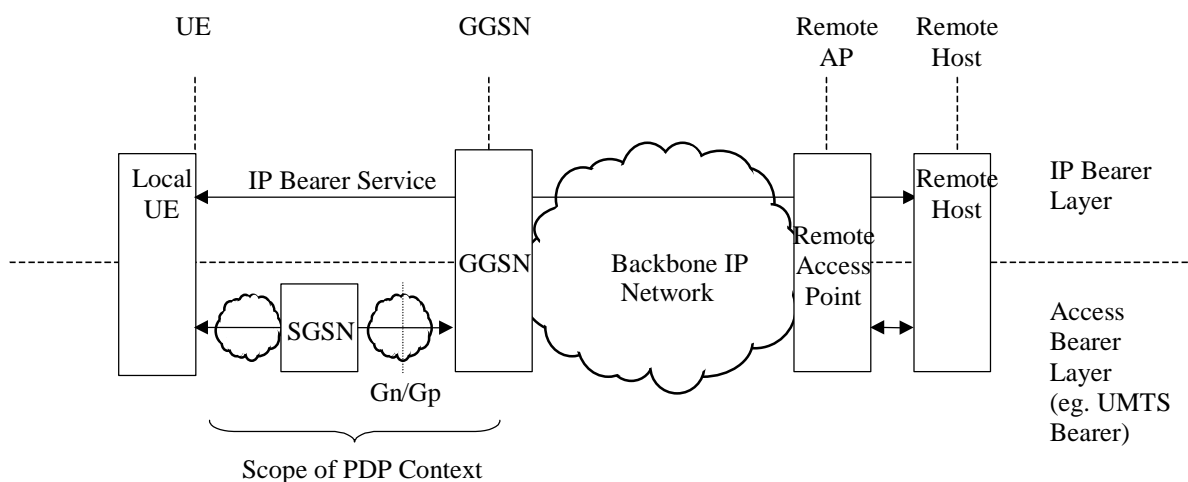 UE
GGSN
Remote
AP
Remote
Host
Local
UE
IP Bearer Service
Remote
Host
IP Bearer
Layer
GGSN
Backbone IP
Network
Remote
Access
Point
SGSN
Gn/Gp
Access
Bearer
Layer
(eg. UMTS
Bearer)
Scope of PDP Context